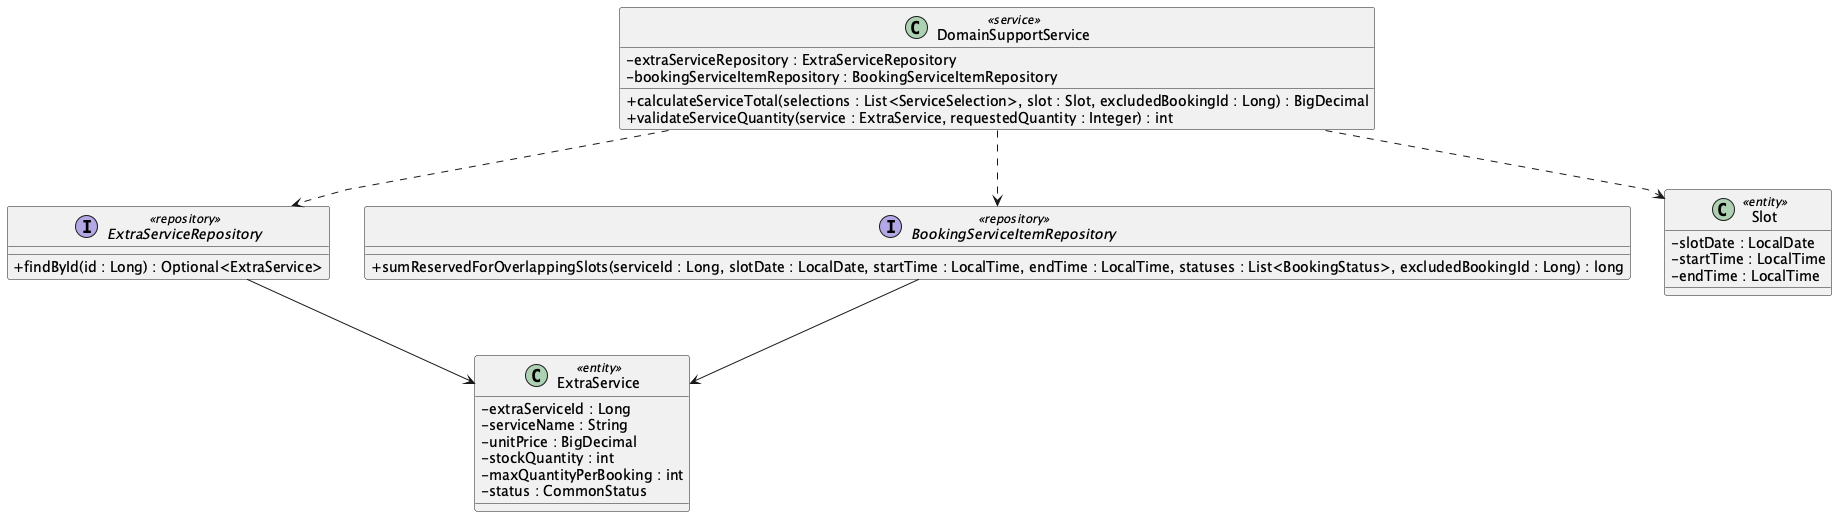 «service»
C DomainSupportService
-extraServiceRepository : ExtraServiceRepository
-bookingServiceItemRepository : BookingServiceItemRepository
+calculateServiceTotal(selections : List<ServiceSelection>, slot : Slot, excludedBookingId : Long) : BigDecimal
+validateServiceQuantity(service : ExtraService, requestedQuantity : Integer) : int
«repository»
I ExtraServiceRepository
+findById(id : Long) : Optional<ExtraService>
«repository»
I BookingServiceItemRepository
+sumReservedForOverlappingSlots(serviceId : Long, slotDate : LocalDate, startTime : LocalTime, endTime : LocalTime, statuses : List<BookingStatus>, excludedBookingId : Long) : long
«entity»
C Slot
-slotDate : LocalDate
-startTime : LocalTime
-endTime : LocalTime
«entity»
C ExtraService
-extraServiceId : Long
-serviceName : String
-unitPrice : BigDecimal
-stockQuantity : int
-maxQuantityPerBooking : int
-status : CommonStatus